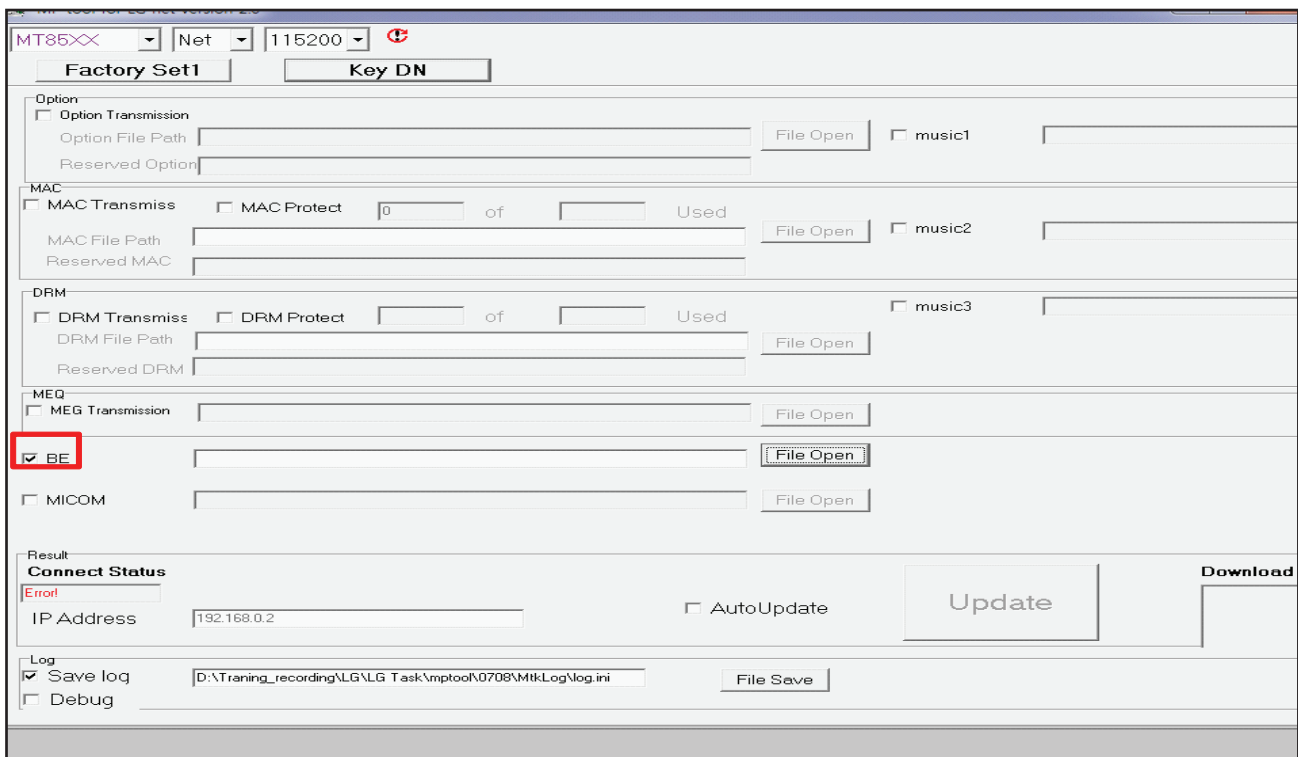 MT85XX Net 115200
Factory Set1 Key DN
Option
Option Transmission
Option File Path File Open music1
Reserved Option
MAC
MAC Transmiss MAC Protect 0 of Used
MAC File Path File Open music2
Reserved MAC
DRM
music3
DRM Transmiss DRM Protect of Used
DRM File Path File Open
Reserved DRM
MEQ
MEG Transmission File Open
BE File Open
MICOM File Open
Result
Connect Status Download
Error!
IP Address 192.168.0.2 AutoUpdate Update
Log
Save log D:\Traning_recording\LG\LG Task\mptool\0708\MtkLog\log.ini File Save
Debug